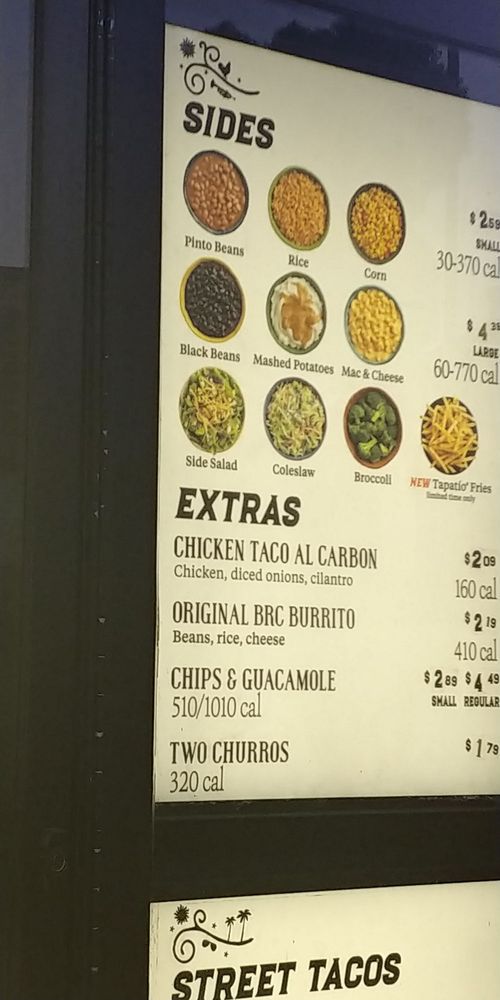 SIDES
Pinto Beans
Rice
Corn
$2.59
SMALL
30-370 cal
Black Beans
Mashed Potatoes
Mac & Cheese
$4.39
LARGE
60-770 cal
Side Salad
Coleslaw
Broccoli
NEW Tapatío® Fries
limited time only
EXTRAS
CHICKEN TACO AL CARBON $2.09
Chicken, diced onions, cilantro 160 cal
ORIGINAL BRC BURRITO $2.19
Beans, rice, cheese 410 cal
CHIPS & GUACAMOLE $2.89 $4.49
510/1010 cal SMALL REGULAR
TWO CHURROS $1.79
320 cal
STREET TACOS